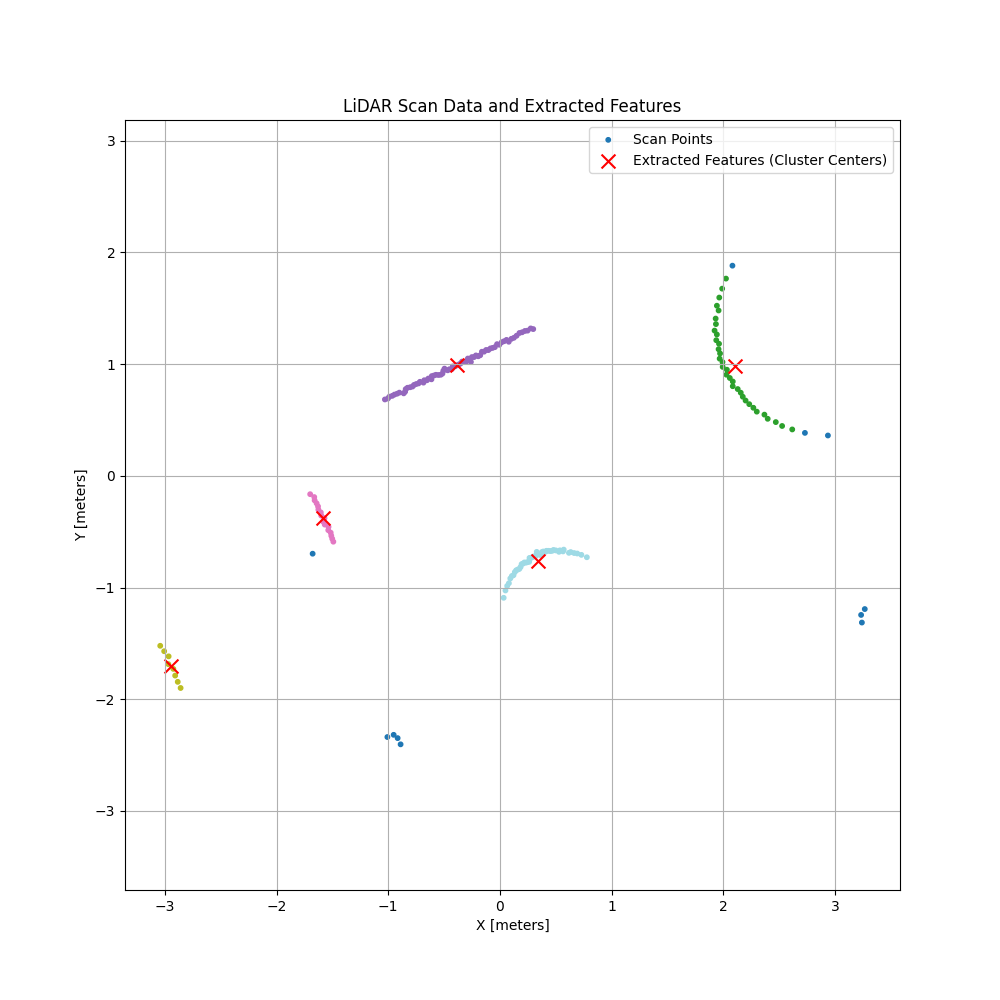 LiDAR Scan Data and Extracted Features
Scan Points
Extracted Features (Cluster Centers)
3
2
1
0
−1
−2
−3
Y [meters]
−3 −2 −1 0 1 2 3
X [meters]